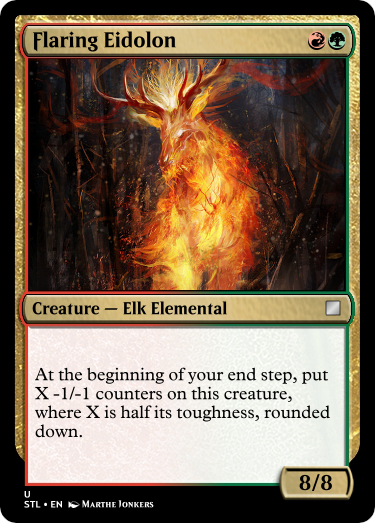 Flaring Eidolon
Creature — Elk Elemental
At the beginning of your end step, put
X -1/-1 counters on this creature,
where X is half its toughness, rounded
down.
8/8
U
STL • EN Marthe Jonkers